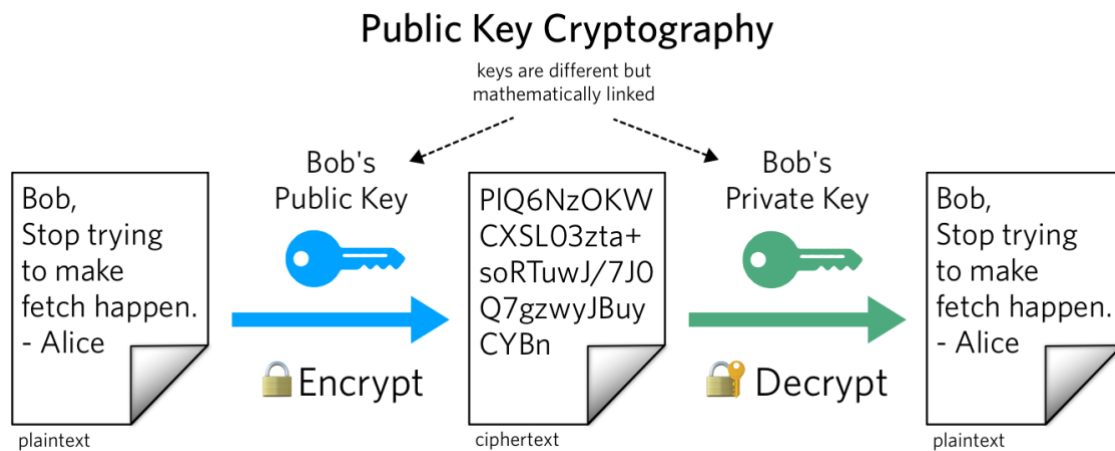 Public Key Cryptography
keys are different but
mathematically linked
Bob,
Stop trying
to make
fetch happen.
- Alice
plaintext
Bob's
Public Key
Encrypt
PlQ6NzOKW
CXSL03zta+
soRTuwJ/7J0
Q7gzwyJBuy
CYBn
ciphertext
Bob's
Private Key
Decrypt
Bob,
Stop trying
to make
fetch happen.
- Alice
plaintext